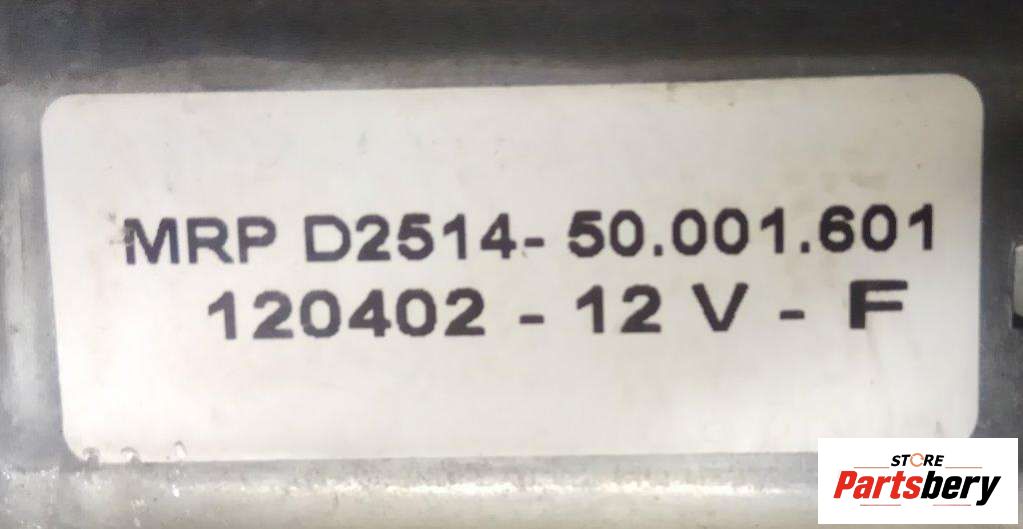 MRP D2514- 50.001.601
120402 - 12 V - F
STORE
Partsbery